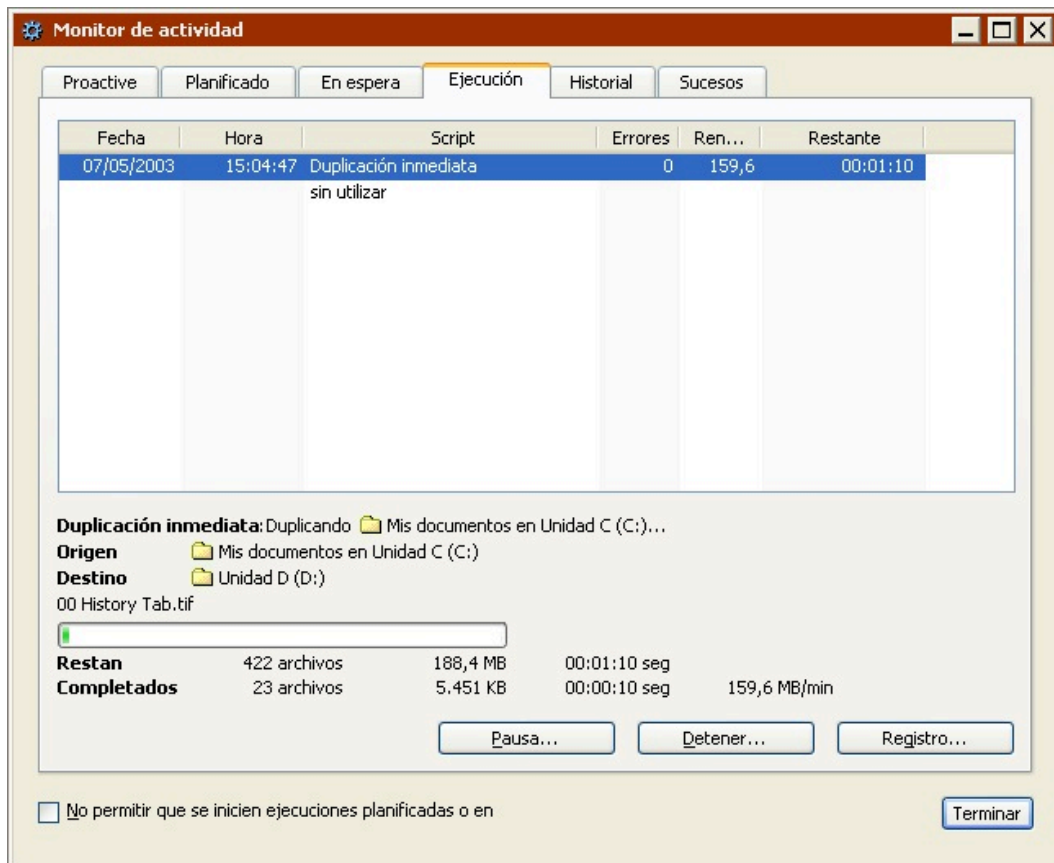 Monitor de actividad
Proactive Planificado En espera Ejecución Historial Sucesos
Fecha Hora Script Errores Ren... Restante
07/05/2003 15:04:47 Duplicación inmediata 0 159,6 00:01:10
sin utilizar
Duplicación inmediata: Duplicando Mis documentos en Unidad C (C:)...
Origen Mis documentos en Unidad C (C:)
Destino Unidad D (D:)
00 History Tab.tif
Restan 422 archivos 188,4 MB 00:01:10 seg
Completados 23 archivos 5.451 KB 00:00:10 seg 159,6 MB/min
Pausa... Detener... Registro...
No permitir que se inicien ejecuciones planificadas o en Terminar